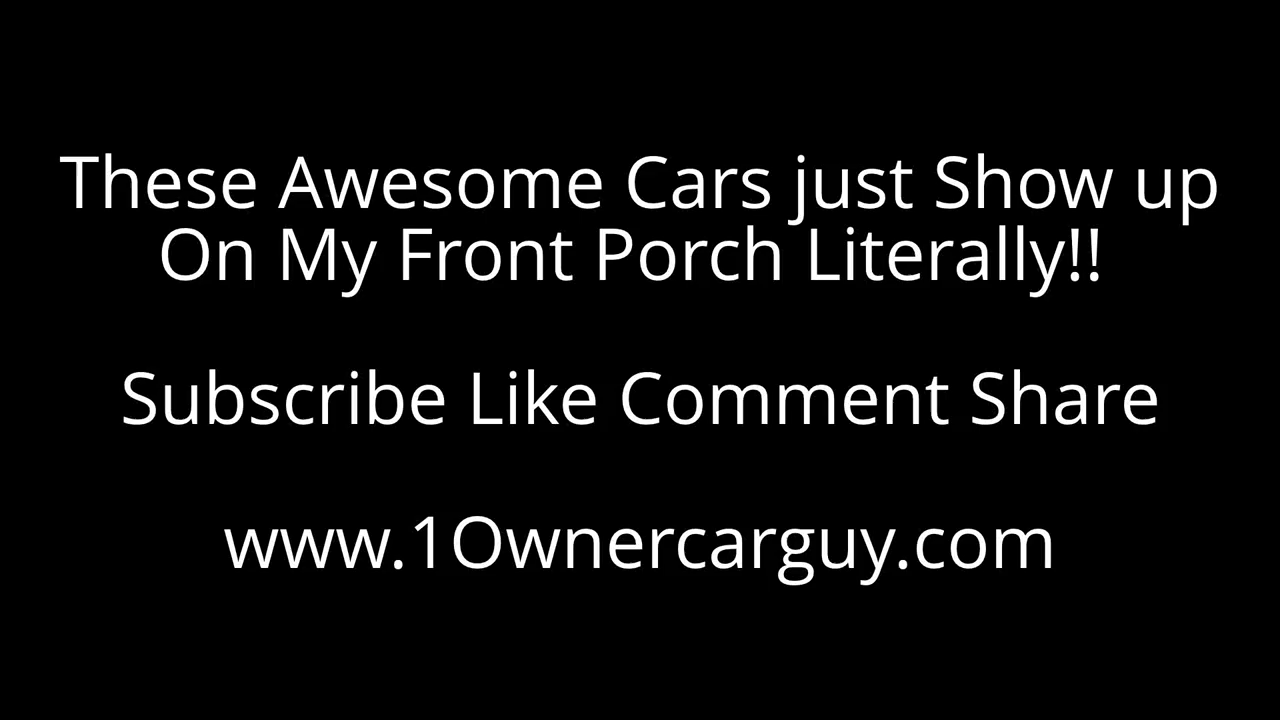 These Awesome Cars just Show up
On My Front Porch Literally!!
Subscribe Like Comment Share
www.1Ownercarguy.com